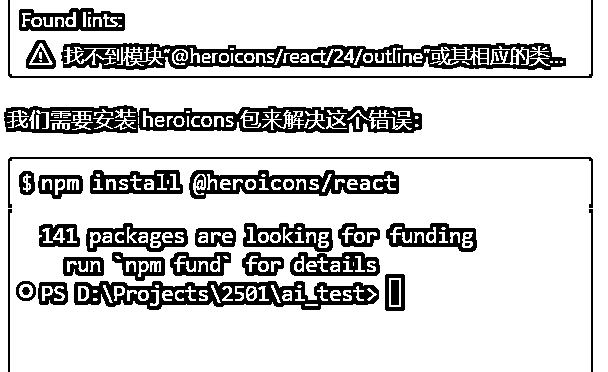 Found lints:
找不到模块"@heroicons/react/24/outline"或其相应的类...
我们需要安装 heroicons 包来解决这个错误：
$ npm install @heroicons/react
141 packages are looking for funding
run `npm fund` for details
PS D:\Projects\2501\ai_test>